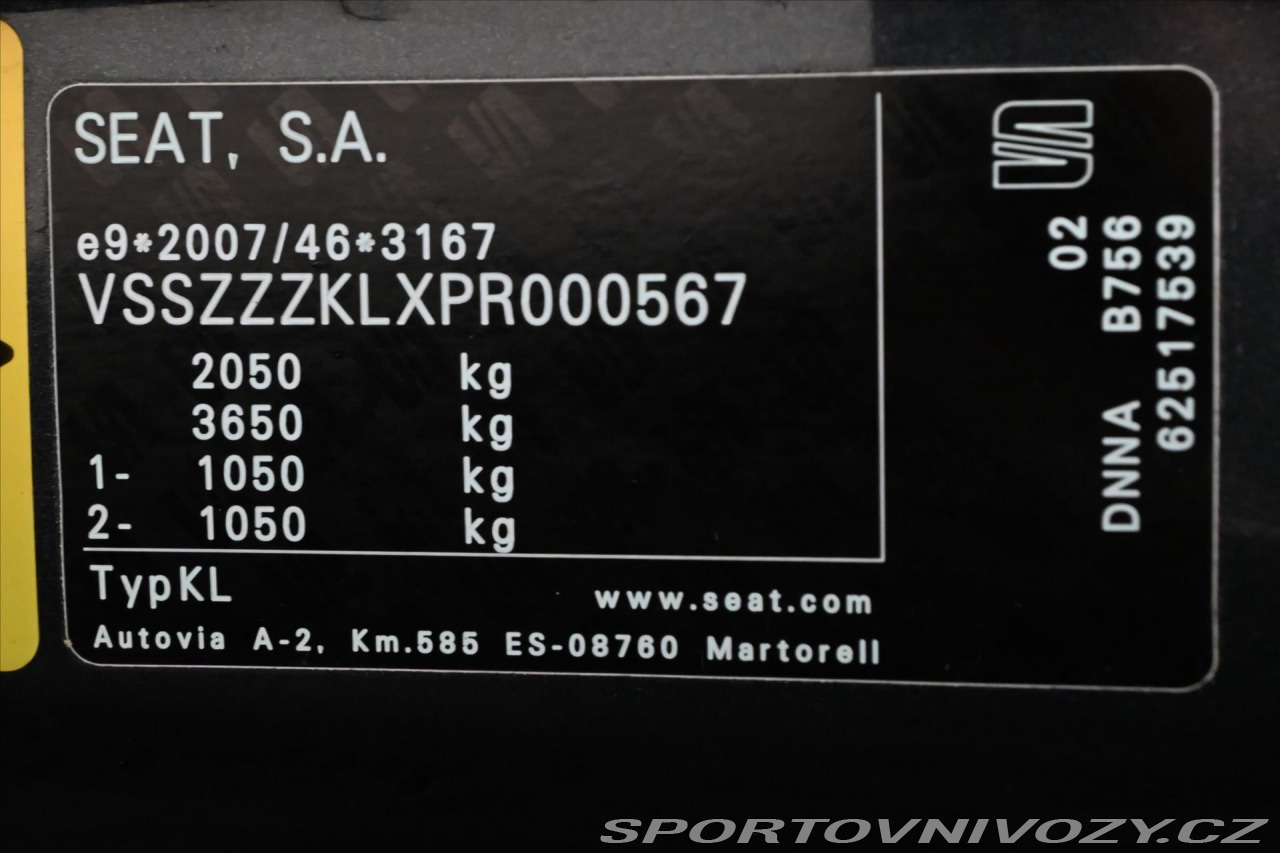 SEAT, S.A.
e9*2007/46*3167
VSSZZZKLXPR000567
2050 kg
3650 kg
1- 1050 kg
2- 1050 kg
TypKL
www.seat.com
Autovia A-2, Km.585 ES-08760 Martorell
02
DNNA B756
62517539
SPORTOVNIVOZY.CZ